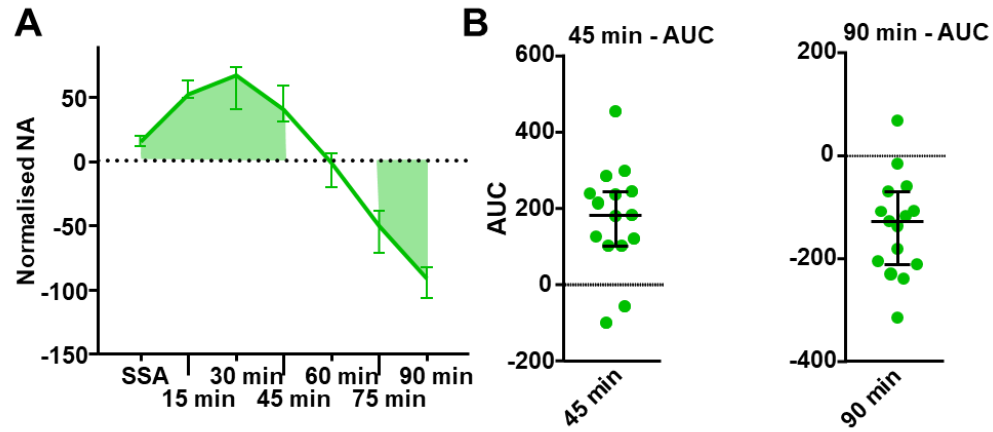 A
Normalised NA
50
0
-50
-100
-150
SSA 30 min 60 min 90 min
15 min 45 min 75 min
B
45 min - AUC
AUC
600
400
200
0
-200
45 min
90 min - AUC
200
0
-200
-400
90 min